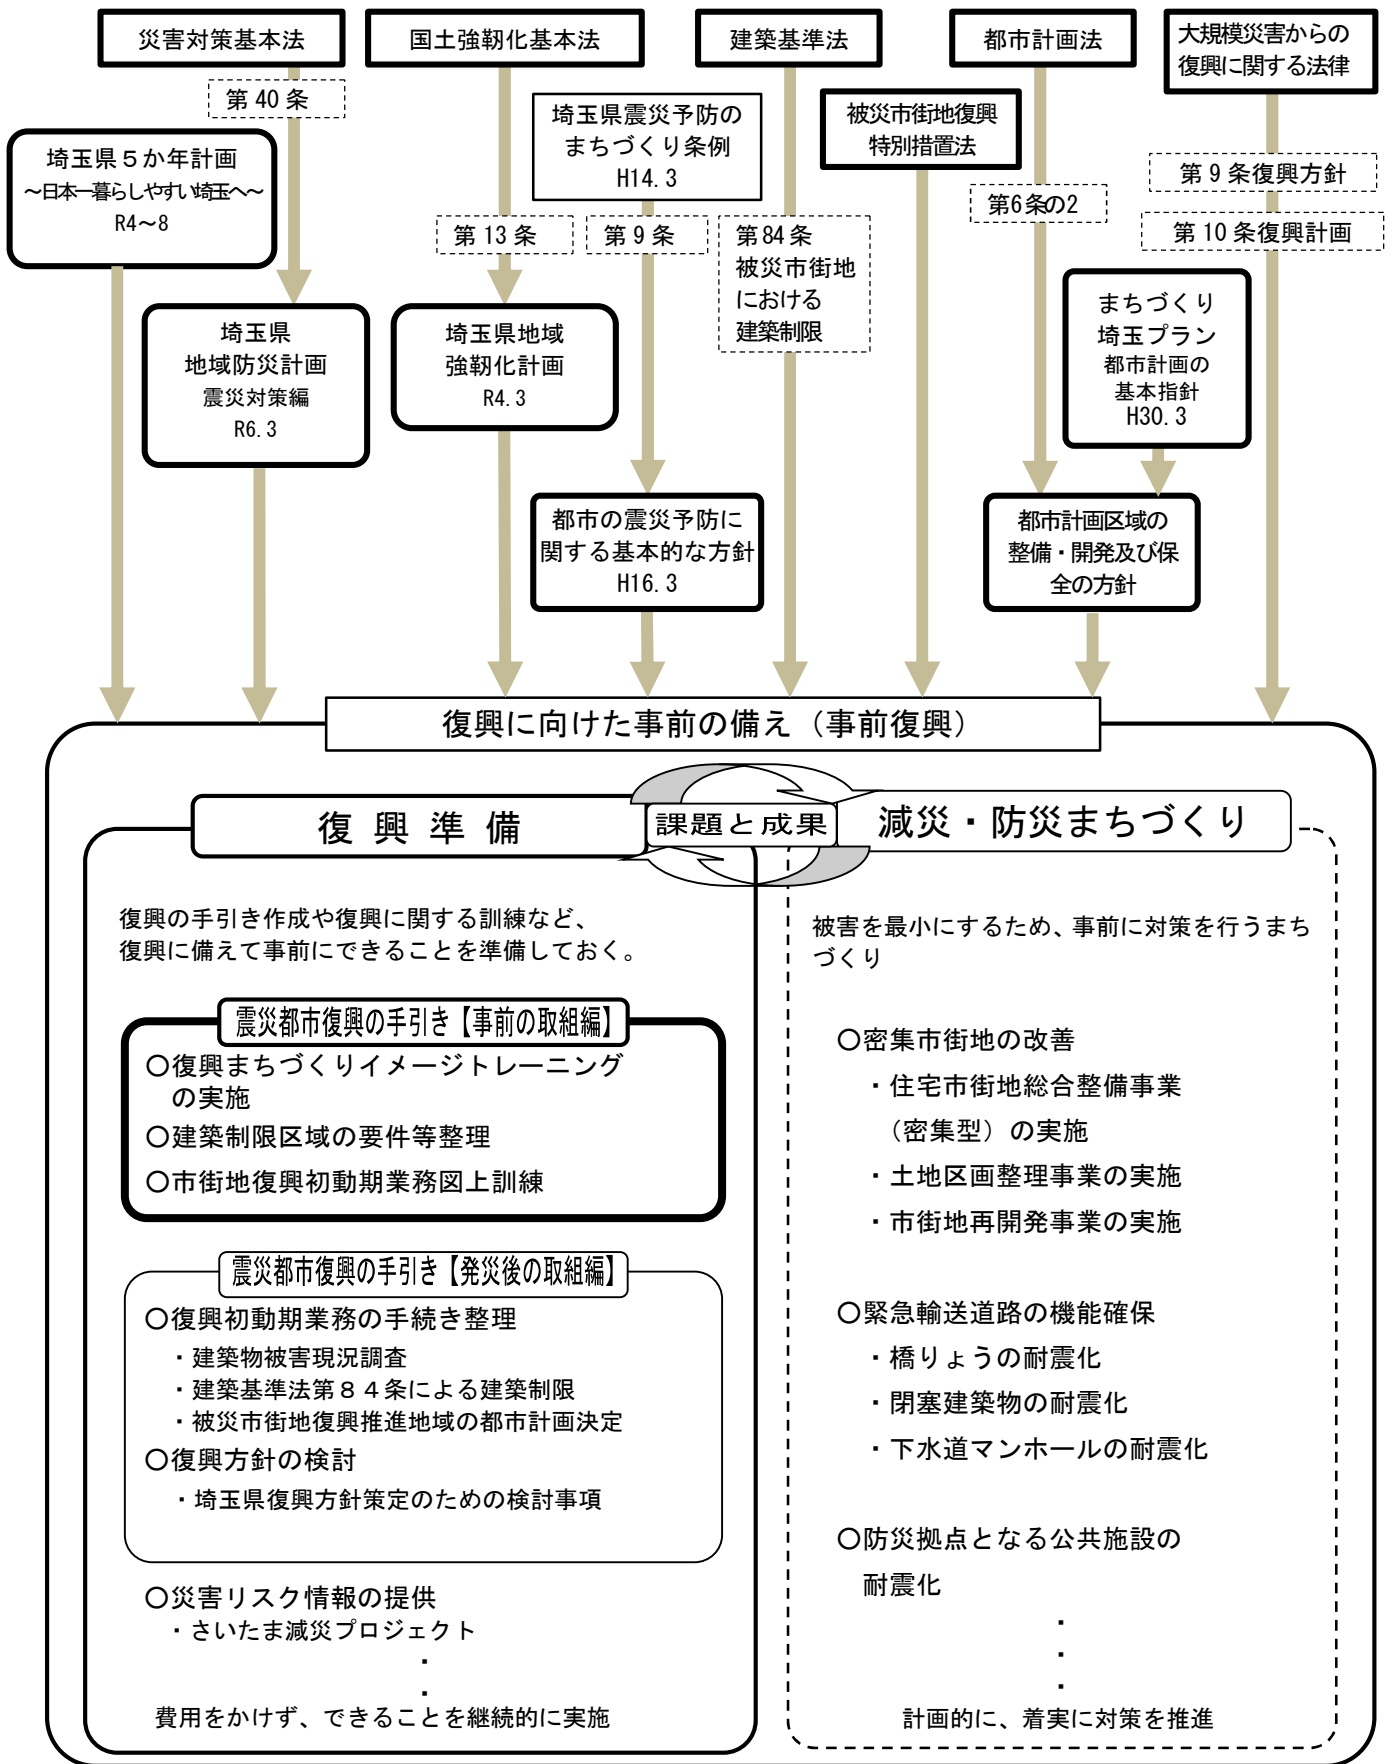 災害対策基本法
国土強靭化基本法
建築基準法
都市計画法
大規模災害からの
復興に関する法律
第 40 条
埼玉県震災予防の
まちづくり条例
H14.3
被災市街地復興
特別措置法
埼玉県５か年計画
～日本一暮らしやすい埼玉へ～
R4～8
第 9 条復興方針
第 10 条復興計画
第 13 条
第 9 条
第 84 条
被災市街地
における
建築制限
第6条の2
埼玉県
地域防災計画
震災対策編
R6.3
埼玉県地域
強靭化計画
R4.3
まちづくり
埼玉プラン
都市計画の
基本指針
H30.3
都市の震災予防に
関する基本的な方針
H16.3
都市計画区域の
整備・開発及び保
全の方針
復興に向けた事前の備え（事前復興）
復 興 準 備
課題と成果
減災・防災まちづくり
復興の手引き作成や復興に関する訓練など、
復興に備えて事前にできることを準備しておく。
震災都市復興の手引き【事前の取組編】
○復興まちづくりイメージトレーニング
の実施
○建築制限区域の要件等整理
○市街地復興初動期業務図上訓練
震災都市復興の手引き【発災後の取組編】
○復興初動期業務の手続き整理
・建築物被害現況調査
・建築基準法第８４条による建築制限
・被災市街地復興推進地域の都市計画決定
○復興方針の検討
・埼玉県復興方針策定のための検討事項
○災害リスク情報の提供
・さいたま減災プロジェクト
・
・
費用をかけず、できることを継続的に実施
被害を最小にするため、事前に対策を行うまち
づくり
○密集市街地の改善
・住宅市街地総合整備事業
（密集型）の実施
・土地区画整理事業の実施
・市街地再開発事業の実施
○緊急輸送道路の機能確保
・橋りょうの耐震化
・閉塞建築物の耐震化
・下水道マンホールの耐震化
○防災拠点となる公共施設の
耐震化
・
・
・
計画的に、着実に対策を推進